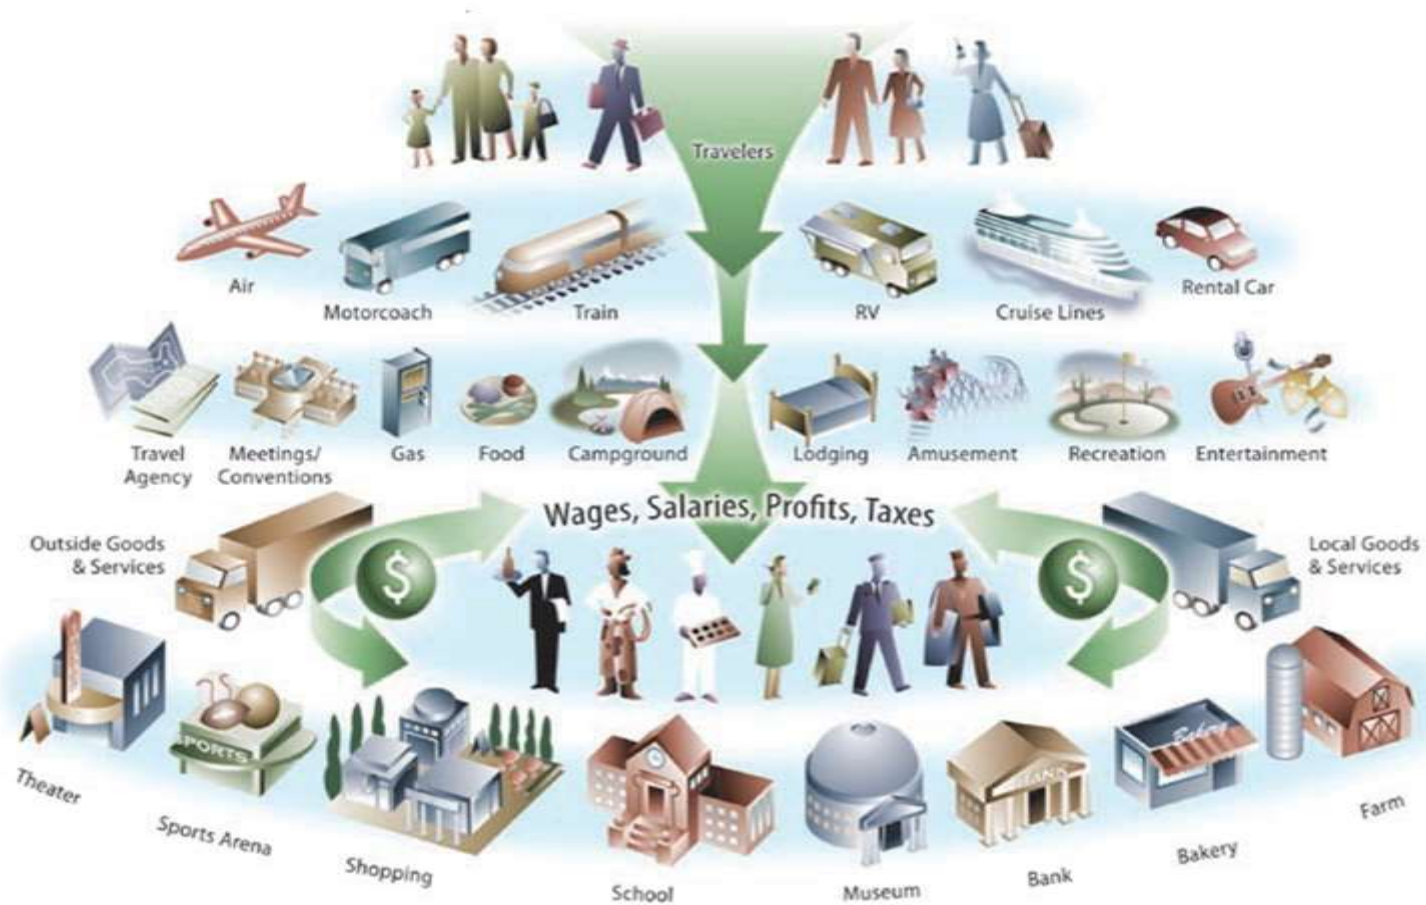 Travelers
Air
Motorcoach
Train
RV
Cruise Lines
Rental Car
Travel
Agency
Meetings/
Conventions
Gas
Food
Campground
Lodging
Amusement
Recreation
Entertainment
Wages, Salaries, Profits, Taxes
Outside Goods
& Services
$
$
Local Goods
& Services
PORTS
Bakery
BANK
Theater
Sports Arena
Shopping
School
Museum
Bank
Bakery
Farm